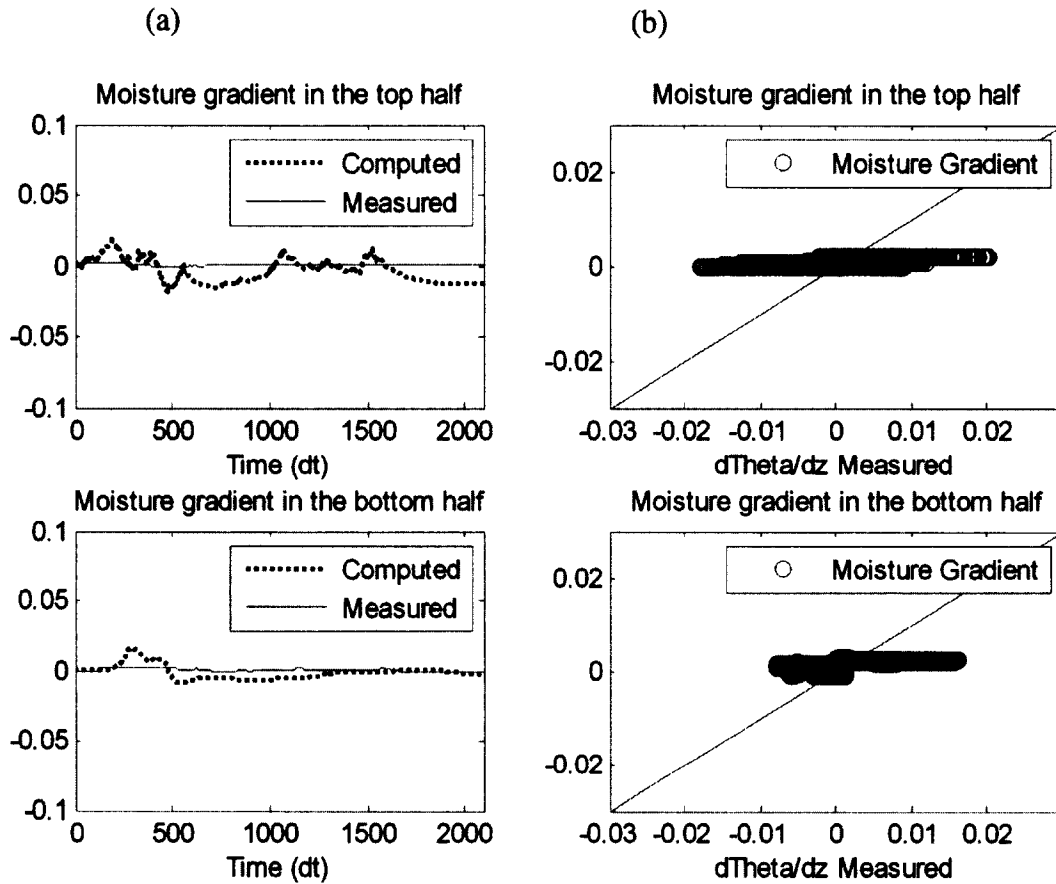 (a)
(b)
Moisture gradient in the top half
0.1
0.05
0
-0.05
-0.1
Computed
Measured
0 500 1000 1500 2000
Time (dt)
Moisture gradient in the top half
0.02
0
-0.02
Moisture Gradient
-0.03 -0.02 -0.01 0 0.01 0.02
dTheta/dz Measured
Moisture gradient in the bottom half
0.1
0.05
0
-0.05
-0.1
Computed
Measured
0 500 1000 1500 2000
Time (dt)
Moisture gradient in the bottom half
0.02
0
-0.02
Moisture Gradient
-0.03 -0.02 -0.01 0 0.01 0.02
dTheta/dz Measured